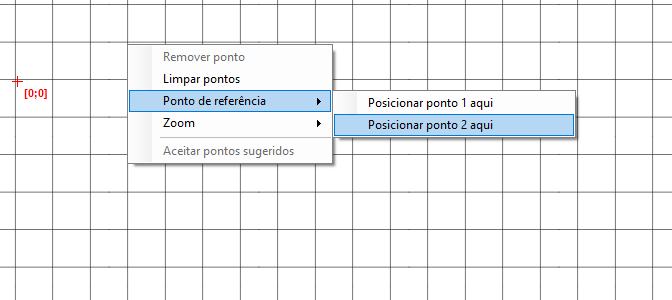 Remover ponto
Limpar pontos
[0;0]
Ponto de referência
Posicionar ponto 1 aqui
Zoom
Posicionar ponto 2 aqui
Aceitar pontos sugeridos